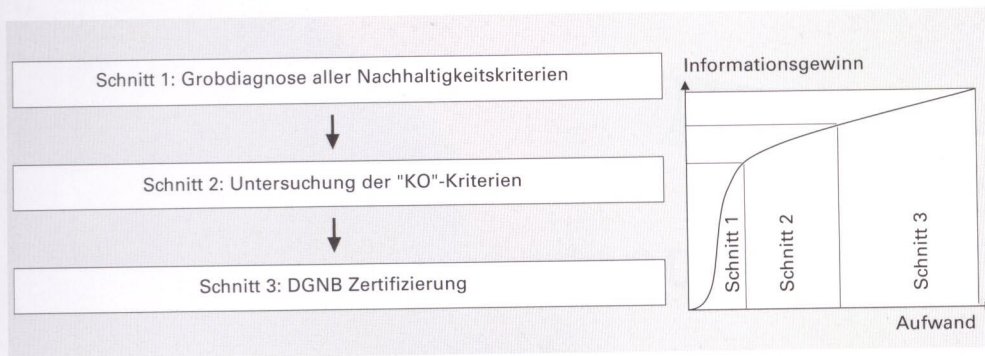 Schnitt 1: Grobdiagnose aller Nachhaltigkeitskriterien
Schnitt 2: Untersuchung der "KO"-Kriterien
Schnitt 3: DGNB Zertifizierung
Informationsgewinn
Schnitt 1
Schnitt 2
Schnitt 3
Aufwand